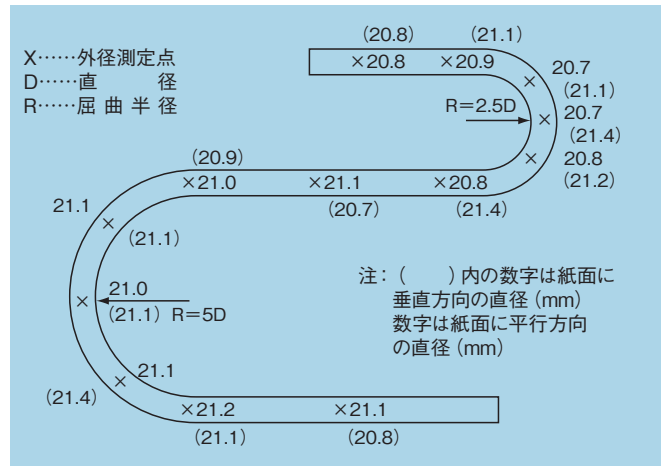 X……外径測定点
D……直　　径
R……屈曲半径
(20.8)
(21.1)
×20.8
×20.9
20.7
(21.1)
R=2.5D
20.7
(21.4)
20.8
(21.2)
(20.9)
×21.0
×21.1
×20.8
(20.7)
(21.4)
21.1
(21.1)
21.0
(21.1)
R=5D
21.1
(21.4)
×21.2
×21.1
(21.1)
(20.8)
注：(　　)内の数字は紙面に
垂直方向の直径(mm)
数字は紙面に平行方向
の直径(mm)